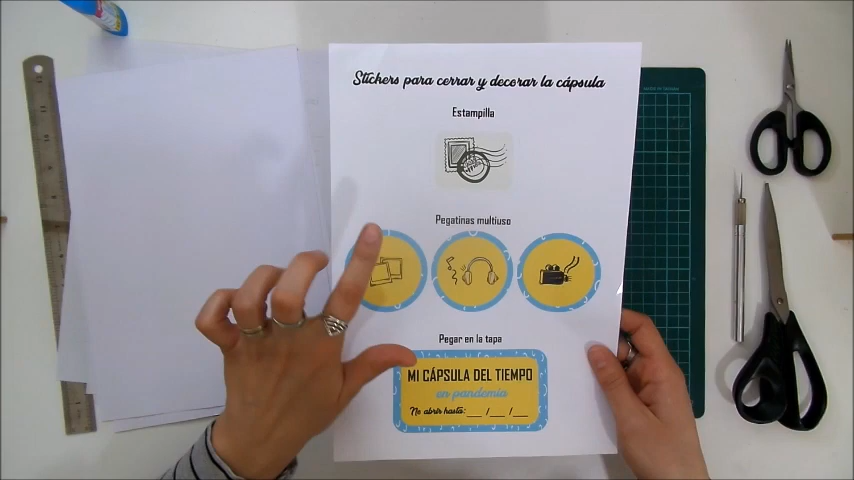 Stickers para cerrar y decorar la cápsula
Estampilla
Pegatinas multiuso
Pegar en la tapa
MI CÁPSULA DEL TIEMPO
en pandemia
No abrir hasta:___ /___ /___